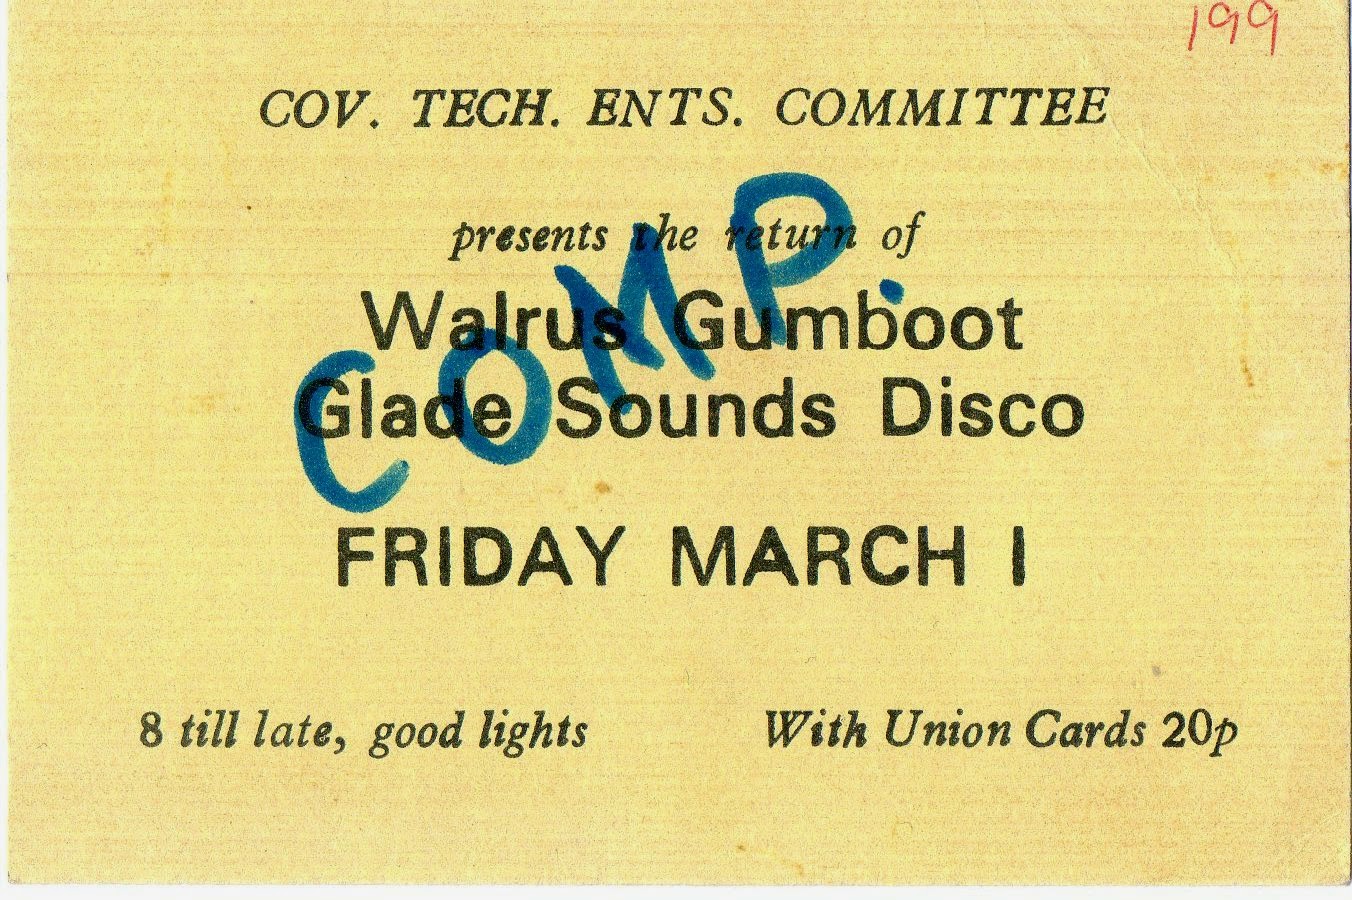 199
COV. TECH. ENTS. COMMITTEE
presents the return of
Walrus Gumboot
Glade Sounds Disco
COMP.
FRIDAY MARCH 1
8 till late, good lights With Union Cards 20p